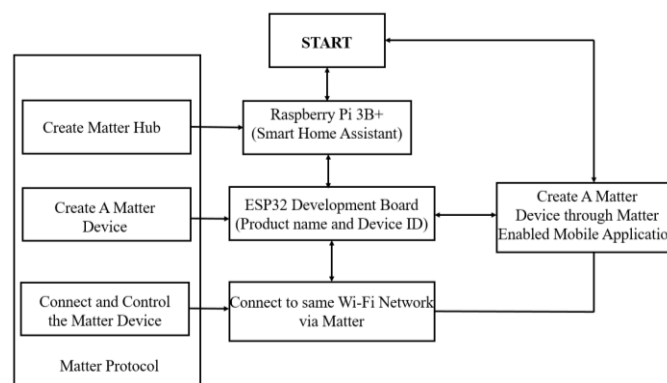 START
Raspberry Pi 3B+
(Smart Home Assistant)
Create Matter Hub
ESP32 Development Board
(Product name and Device ID)
Create A Matter
Device
Create A Matter
Device through Matter
Enabled Mobile Application
Connect to same Wi-Fi Network
via Matter
Connect and Control
the Matter Device
Matter Protocol